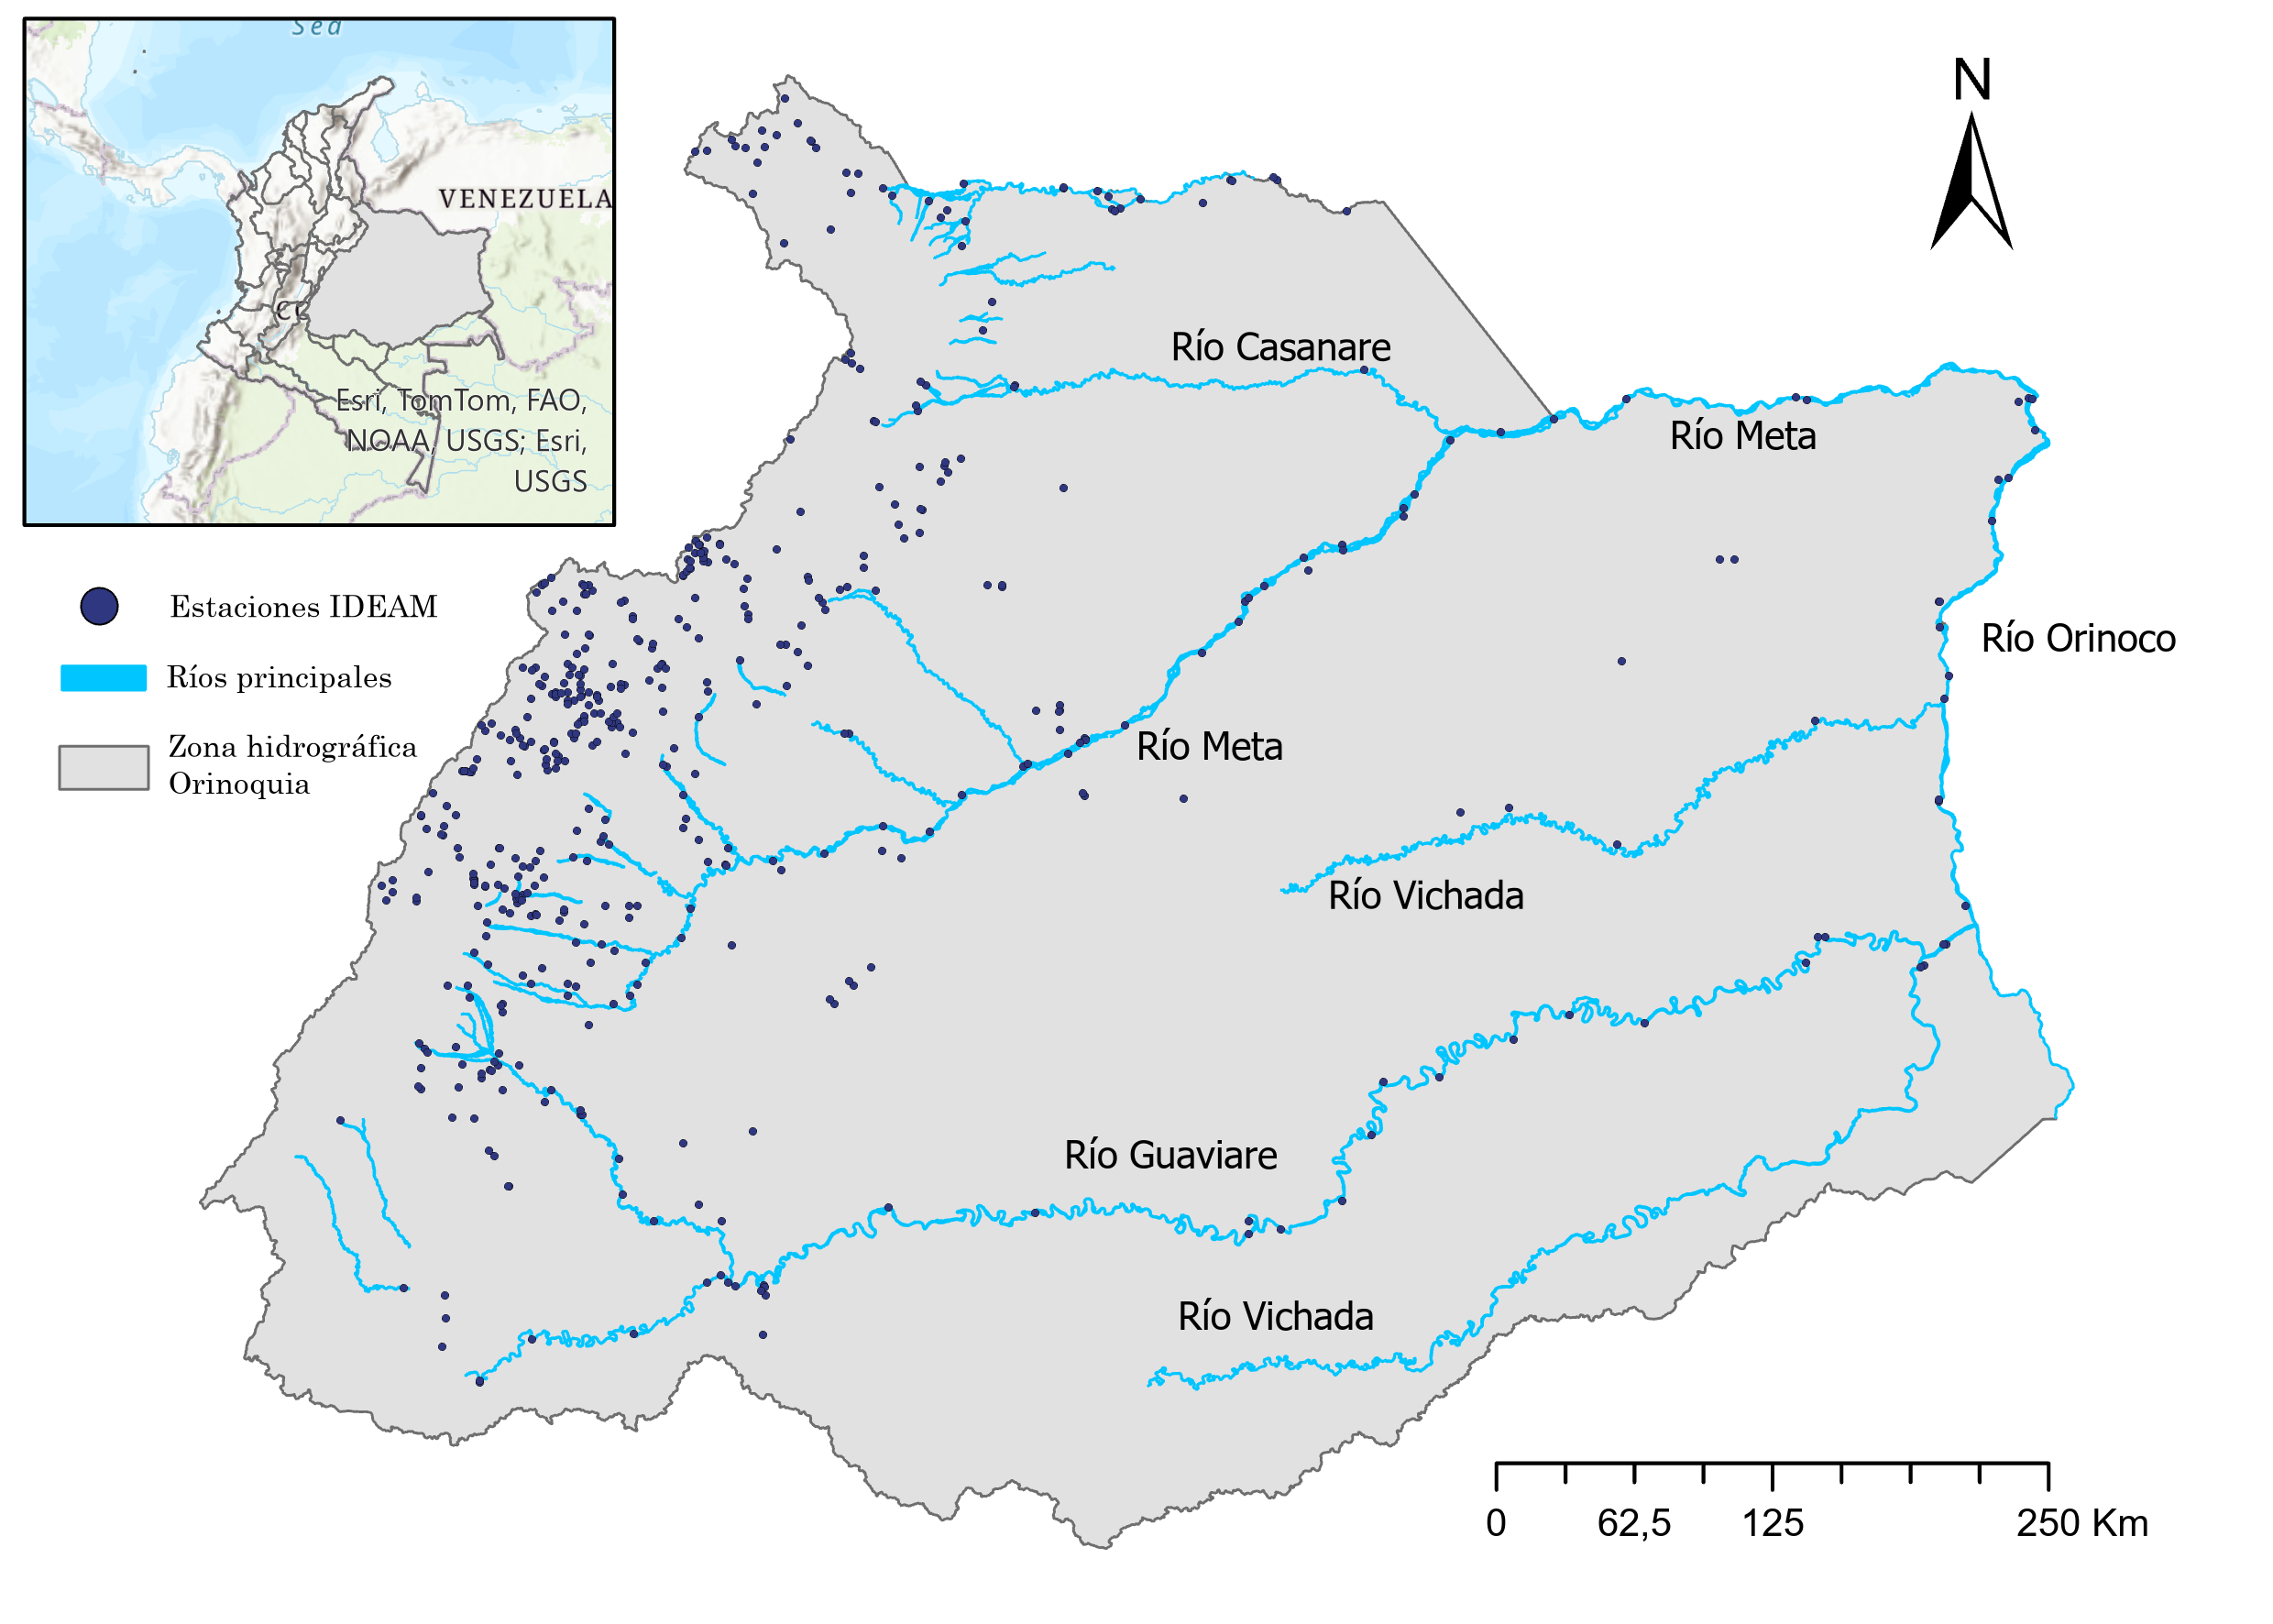 Sea
VENEZUELA
Esri, TomTom, FAO,
NOAA, USGS; Esri,
USGS
N
Estaciones IDEAM
Ríos principales
Zona hidrográfica
Orinoquia
Río Casanare
Río Meta
Río Orinoco
Río Meta
Río Vichada
Río Guaviare
Río Vichada
0 62,5 125 250 Km